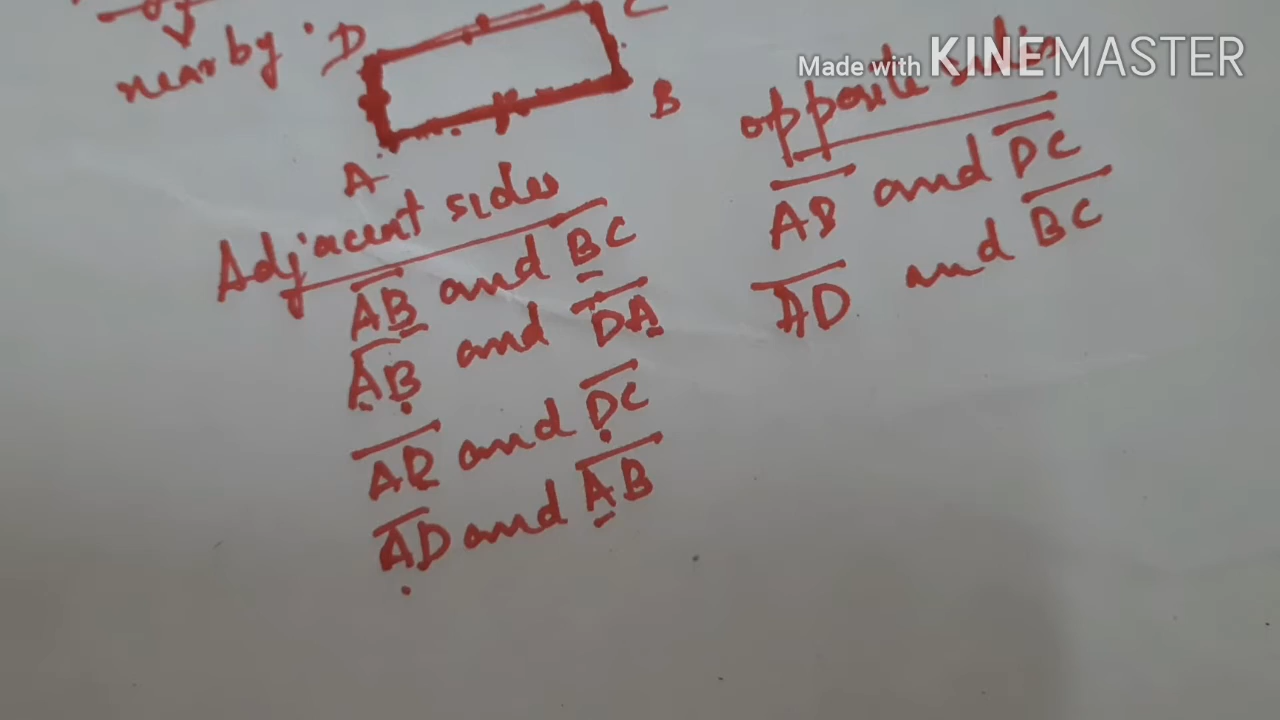 nearby
D
C
B
A
Made with KINEMASTER
Adjacent sides
AB and BC
AB and DA
AD and DC
AD and AB
opposite sides
AB and DC
AD and BC